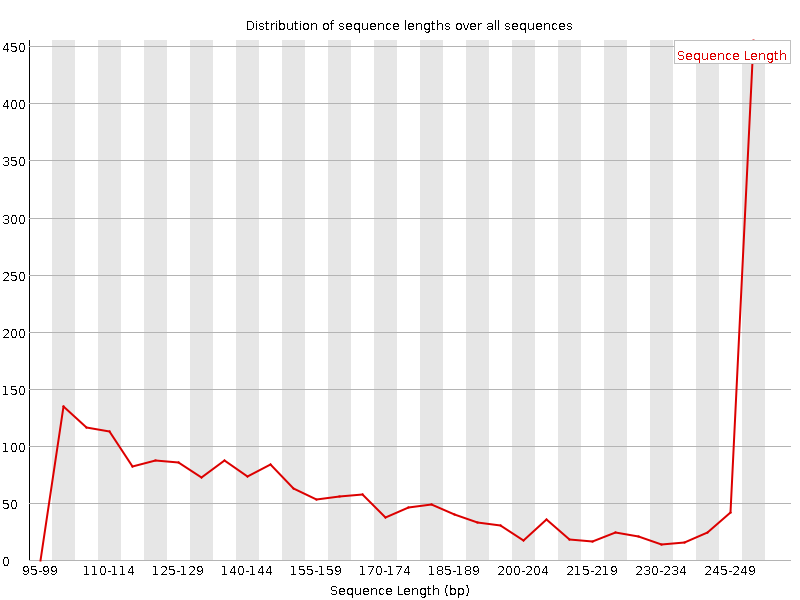 Distribution of sequence lengths over all sequences
Sequence Length
450
400
350
300
250
200
150
100
50
0
95-99 110-114 125-129 140-144 155-159 170-174 185-189 200-204 215-219 230-234 245-249
Sequence Length (bp)